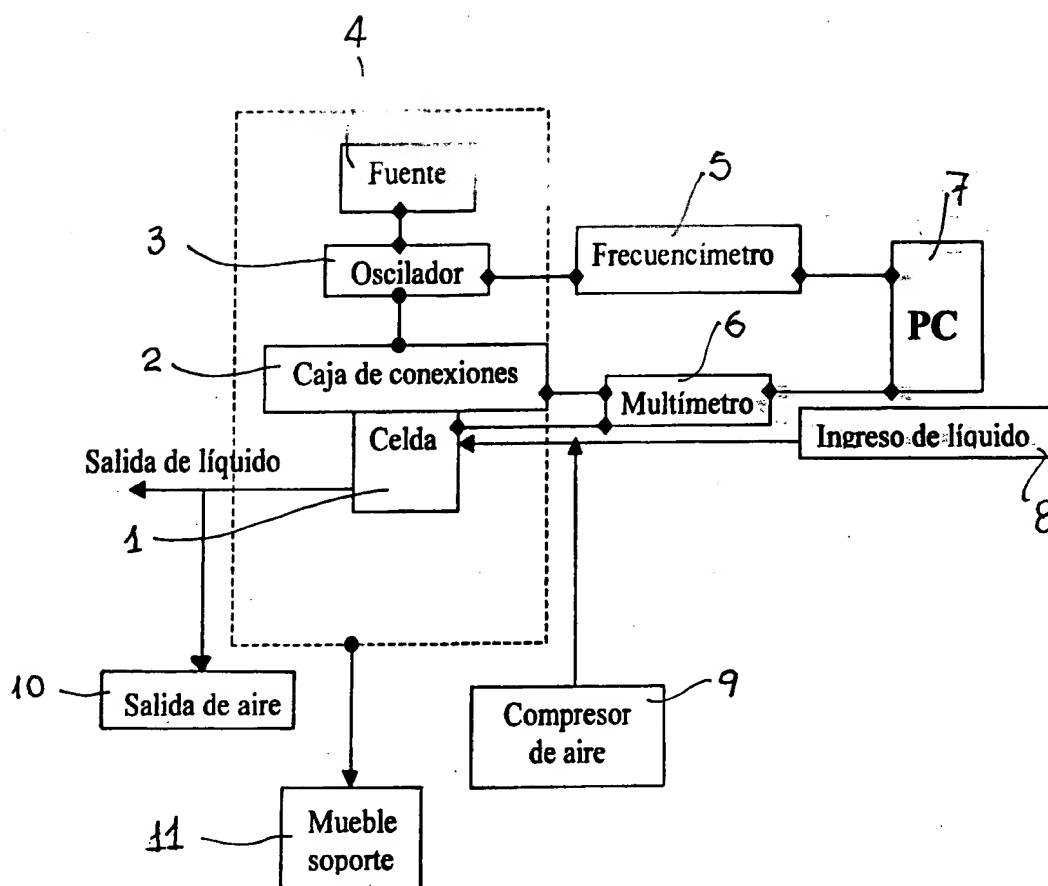 4
Fuente
3
Oscilador
5
Frecuencímetro
7
PC
2
Caja de conexiones
6
Multímetro
Celda
Ingreso de líquido
8
Salida de líquido
1
10
Salida de aire
9
Compresor
de aire
11
Mueble
soporte